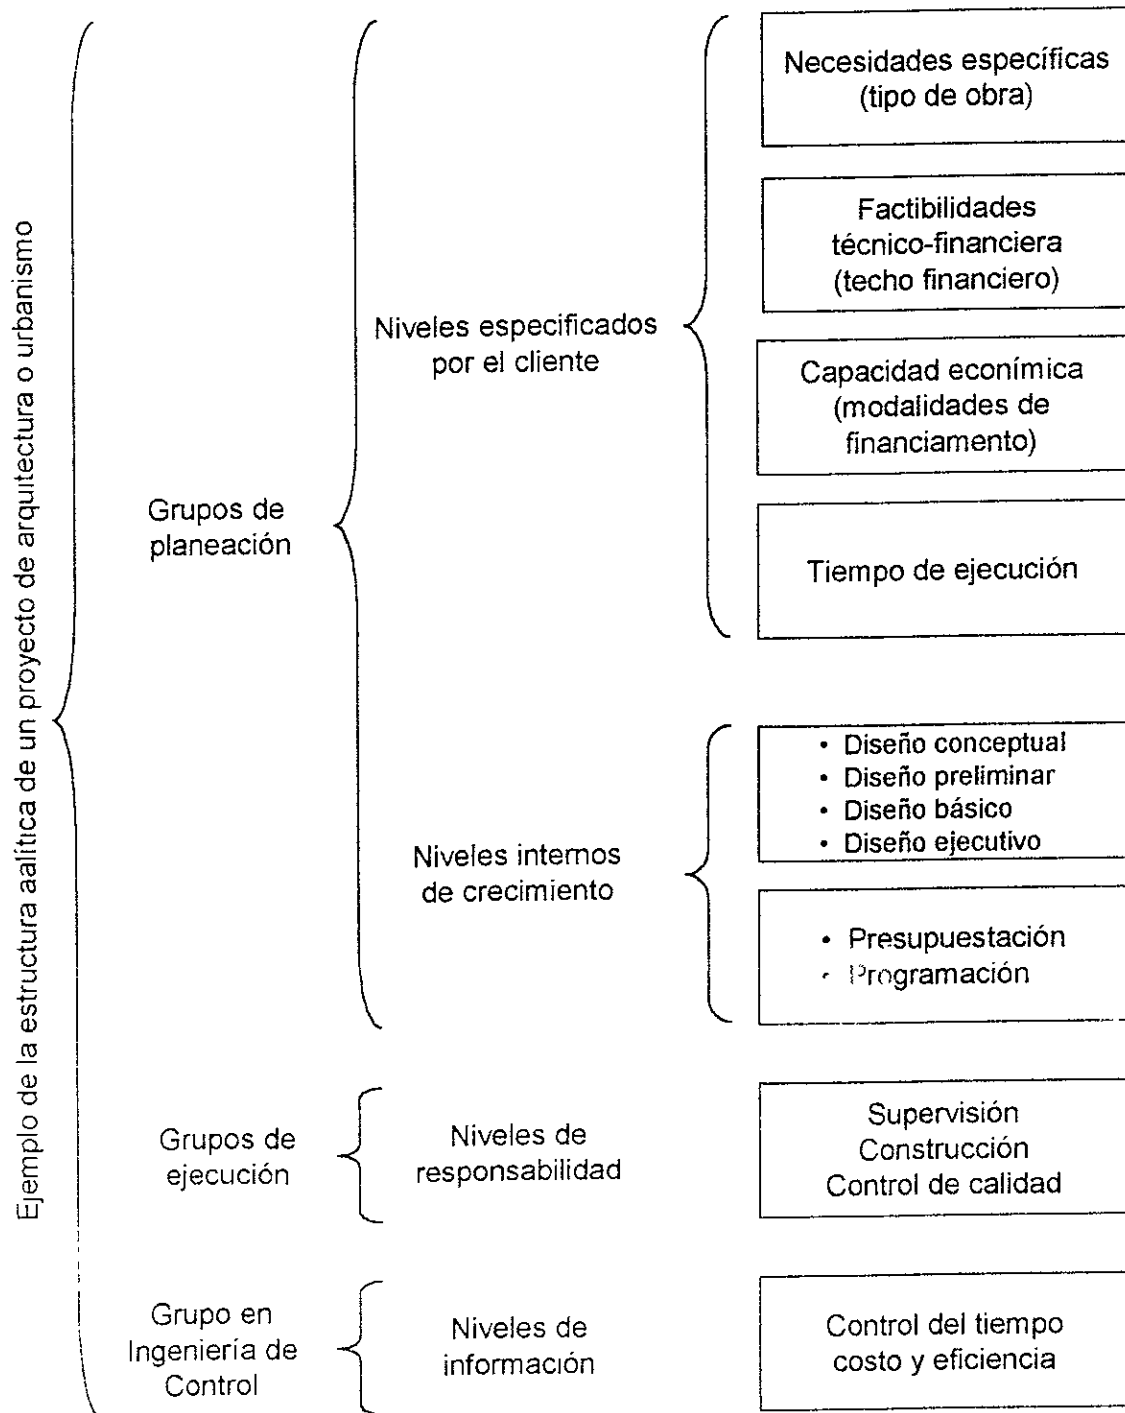 Ejemplo de la estructura aalítica de un proyecto de arquitectura o urbanismo
Grupos de
planeación
Niveles especificados
por el cliente
Necesidades específicas
(tipo de obra)
Factibilidades
técnico-financiera
(techo financiero)
Capacidad econímica
(modalidades de
financiamento)
Tiempo de ejecución
Niveles internos
de crecimiento
• Diseño conceptual
• Diseño preliminar
• Diseño básico
• Diseño ejecutivo
• Presupuestación
• Programación
Grupos de
ejecución
Niveles de
responsabilidad
Supervisión
Construcción
Control de calidad
Grupo en
Ingeniería de
Control
Niveles de
información
Control del tiempo
costo y eficiencia